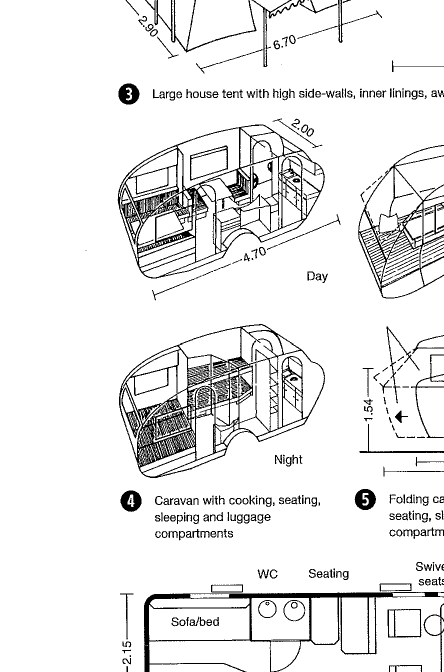 2.90
6.70
3 Large house tent with high side-walls, inner linings, aw
2.00
4.70
Day
1.54
Night
4 Caravan with cooking, seating,
sleeping and luggage
compartments
5 Folding ca
seating, sl
compartm
WC
Seating
Swive
seats
Sofa/bed
2.15